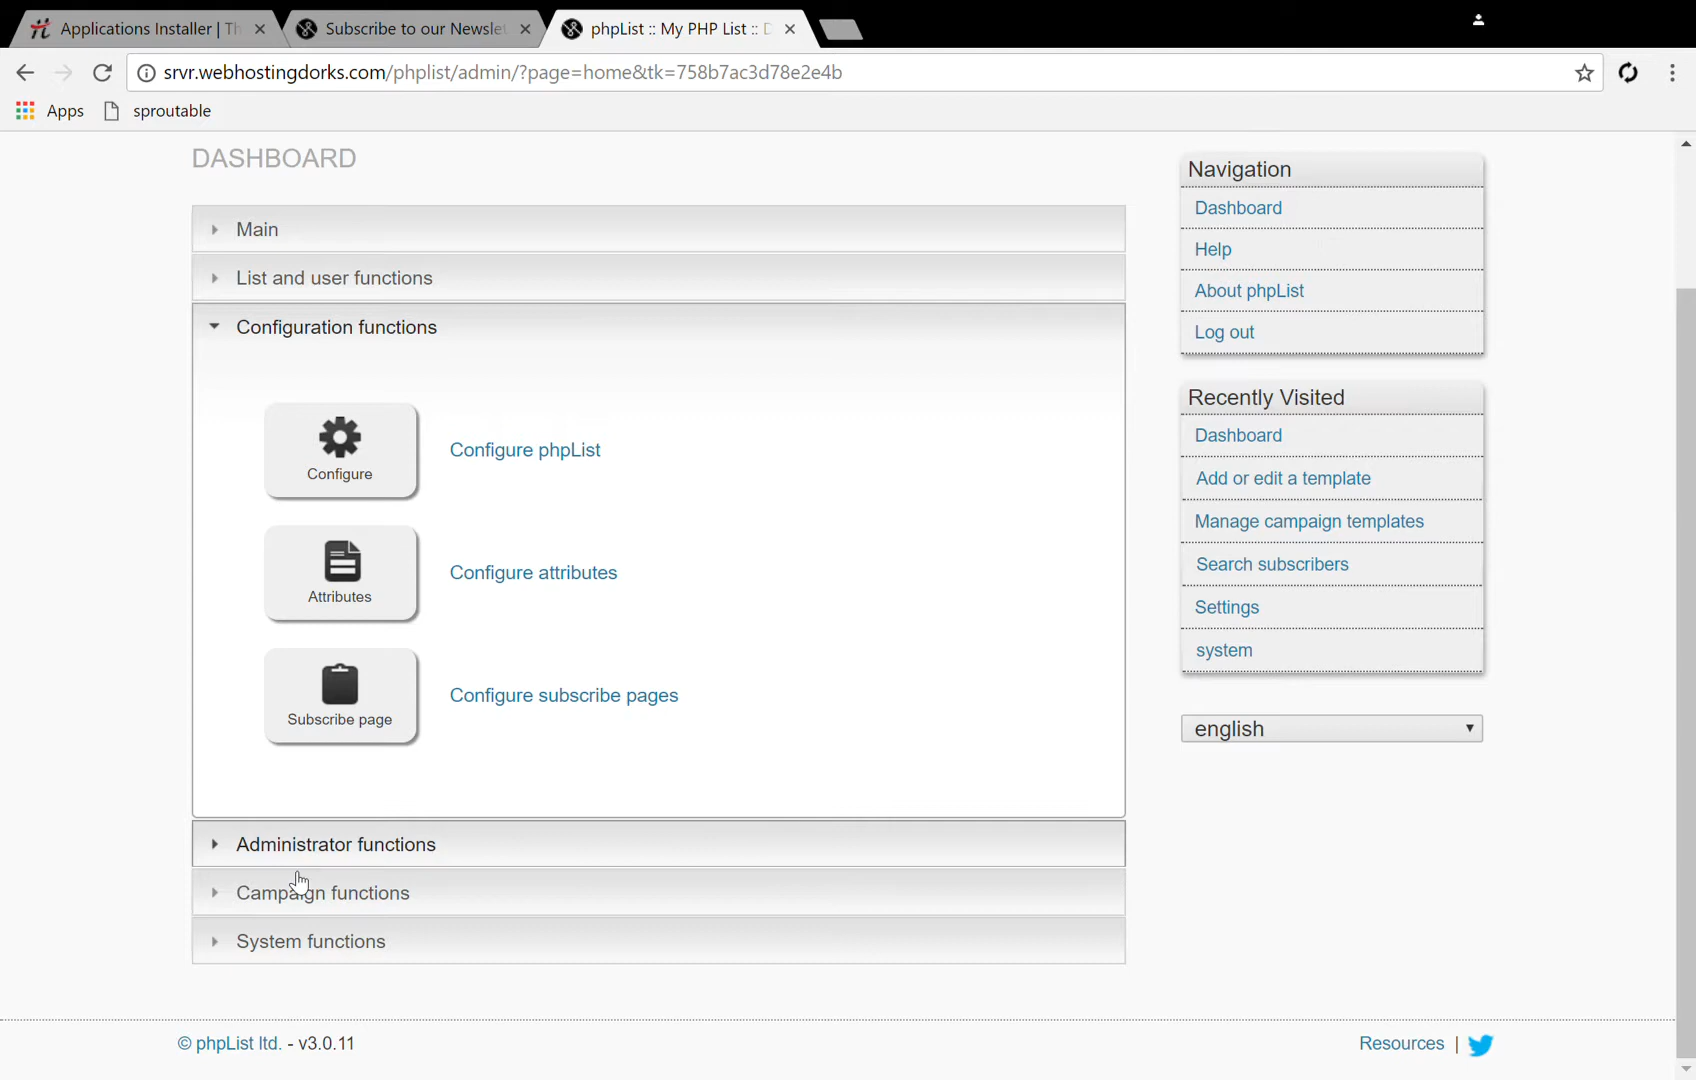 Applications Installer | Th
Subscribe to our Newslet
phpList :: My PHP List :: D
srvr.webhostingdorks.com/phplist/admin/?page=home&tk=758b7ac3d78e2e4b
Apps
sproutable
DASHBOARD
Main
List and user functions
Configuration functions
Configure
Configure phpList
Attributes
Configure attributes
Subscribe page
Configure subscribe pages
Administrator functions
Campaign functions
System functions
Navigation
Dashboard
Help
About phpList
Log out
Recently Visited
Dashboard
Add or edit a template
Manage campaign templates
Search subscribers
Settings
system
english
© phpList ltd. - v3.0.11
Resources |